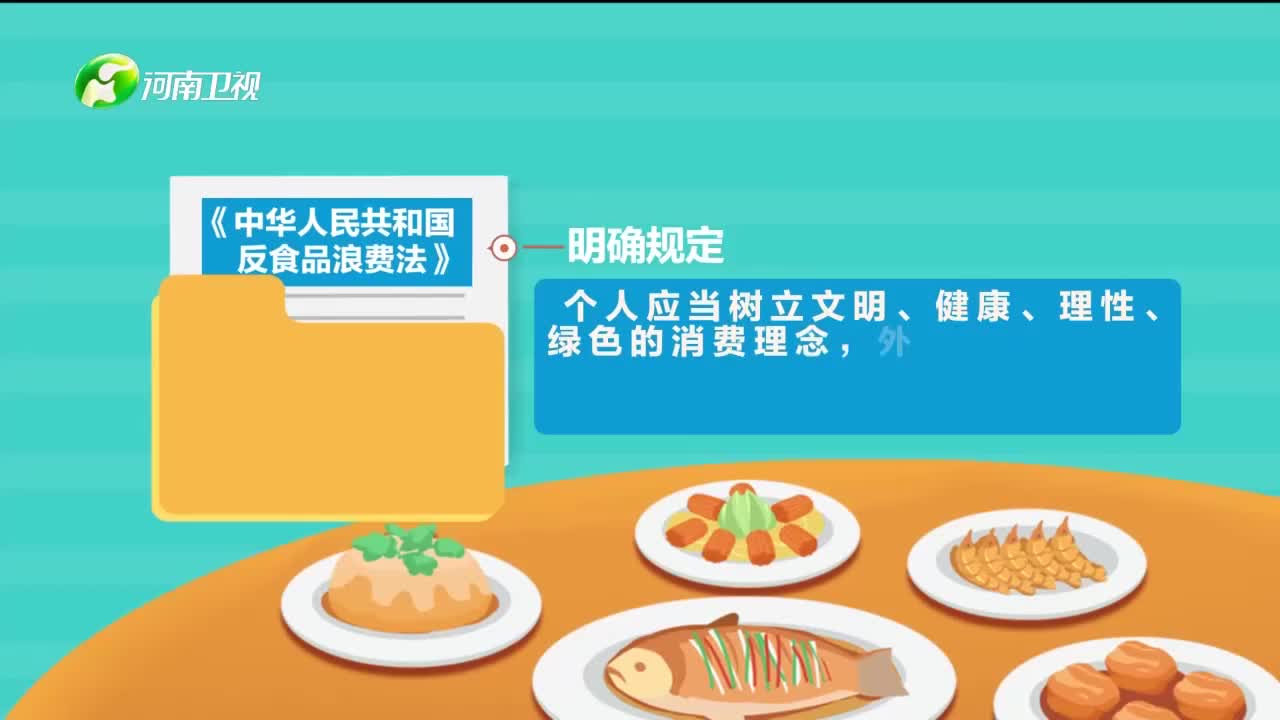 河南卫视
《中华人民共和国
反食品浪费法》
明确规定
个人应当树立文明、健康、理性、
绿色的消费理念，外